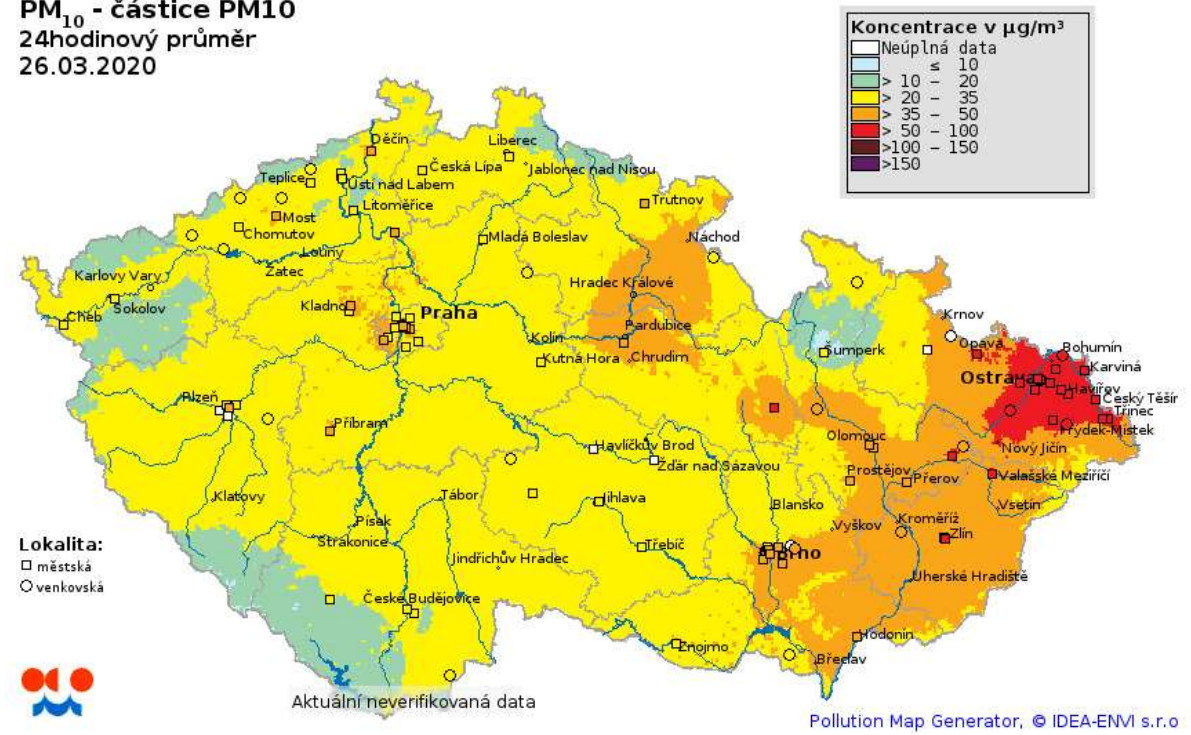 PM10 - částice PM10
24hodinový průměr
26.03.2020
Koncentrace v µg/m³
Neúplná data
≤ 10
> 10 – 20
> 20 – 35
> 35 – 50
> 50 – 100
>100 – 150
>150
Děčín
Liberec
Teplice
Česká Lípa
Jablonec nad Nisou
Ústí nad Labem
Litoměřice
Trutnov
Most
Chomutov
Mladá Boleslav
Náchod
Louny
Žatec
Karlovy Vary
Hradec Králové
Sokolov
Kladno
Praha
Cheb
Krnov
Pardubice
Kolín
Opava
Bohumín
Kutná Hora
Chrudim
Šumperk
Karviná
Ostrava
Havířov
Plzeň
Český Těšín
Třinec
Příbram
Frýdek-Místek
Olomouc
Havlíčkův Brod
Nový Jičín
Žďár nad Sázavou
Prostějov
Přerov
Valašské Meziříčí
Klatovy
Tábor
Jihlava
Blansko
Vsetín
Písek
Vyškov
Kroměříž
Strakonice
Zlín
Třebíč
Brno
Jindřichův Hradec
Uherské Hradiště
České Budějovice
Hodonín
Znojmo
Břeclav
Lokalita:
městská
venkovská
Aktuální neverifikovaná data
Pollution Map Generator, © IDEA-ENVI s.r.o